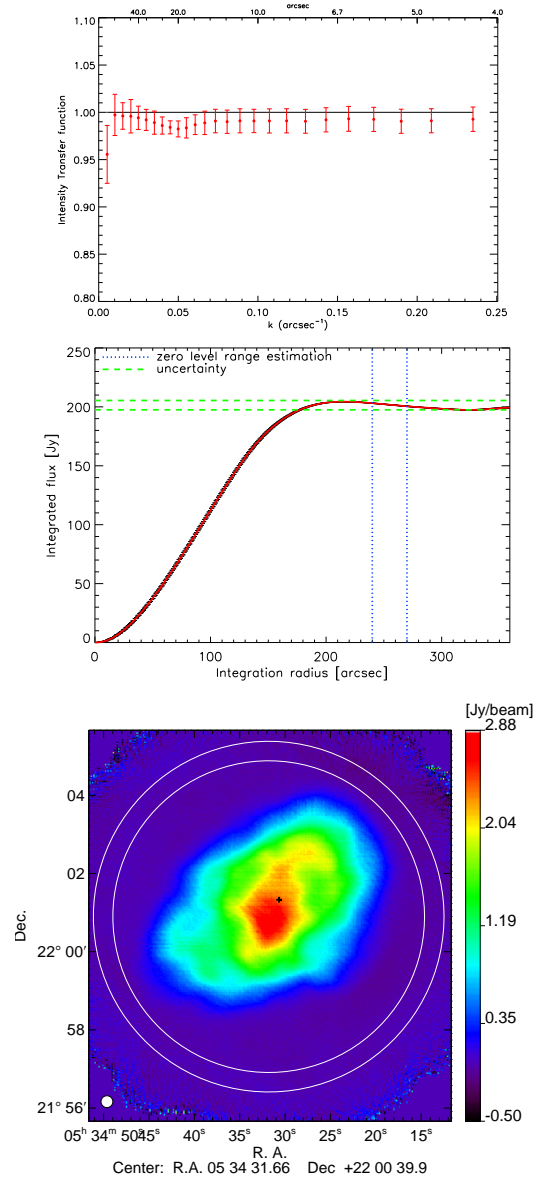 arcsec
40.0 20.0 10.0 6.7 5.0 4.0
1.10
1.05
1.00
0.95
0.90
0.85
0.80
Intensity Transfer function
0.00 0.05 0.10 0.15 0.20 0.25
k (arcsec⁻¹)
250
200
150
100
50
0
Integrated flux [Jy]
zero level range estimation
uncertainty
0 100 200 300
Integration radius [arcsec]
[Jy/beam]
2.88
2.04
1.19
0.35
-0.50
04
02
22° 00′
58
21° 56′
Dec.
05ʰ 34ᵐ 50ˢ 45ˢ 40ˢ 35ˢ 30ˢ 25ˢ 20ˢ 15ˢ
R. A.
Center: R.A. 05 34 31.66 Dec +22 00 39.9